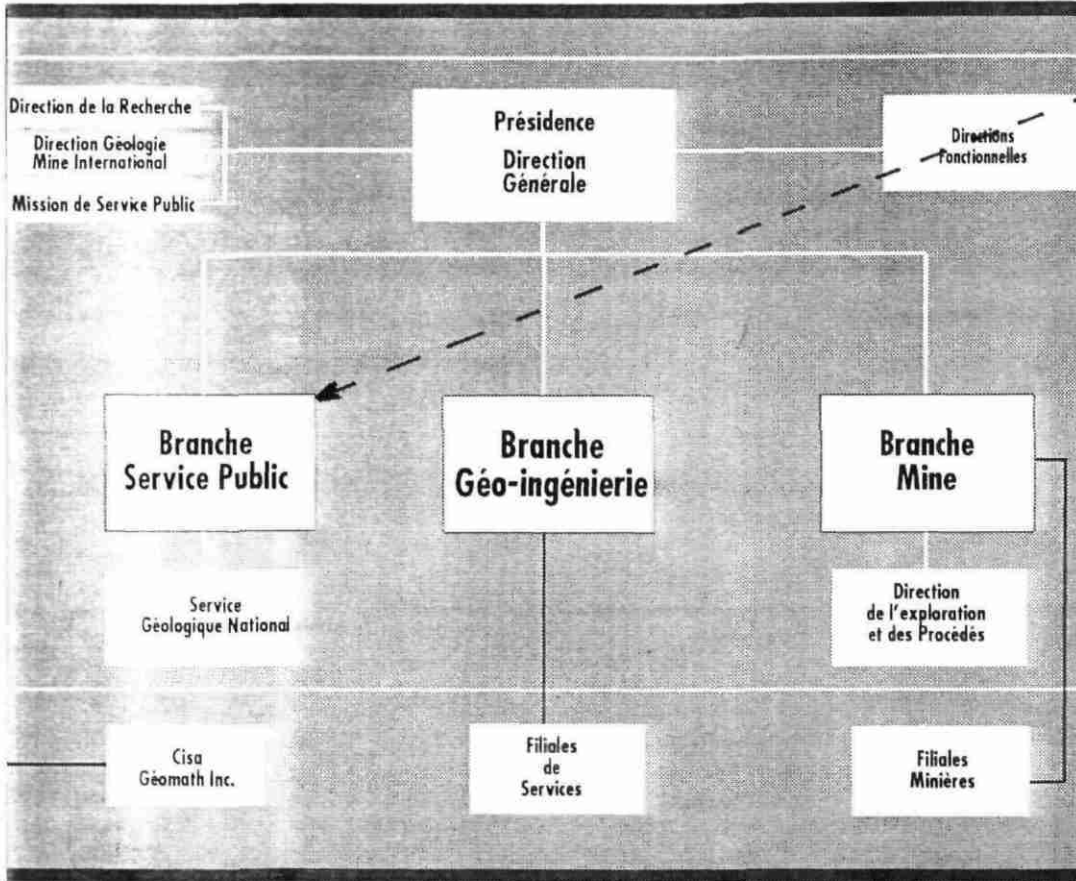 Direction de la Recherche
Direction Géologie
Mine International
Mission de Service Public
Présidence
Direction
Générale
Directions
Fonctionnelles
Branche
Service Public
Branche
Géo-ingénierie
Branche
Mine
Service
Géologique National
Direction
de l'exploration
et des Procédés
Cisa
Géomath Inc.
Filiales
de
Services
Filiales
Minières